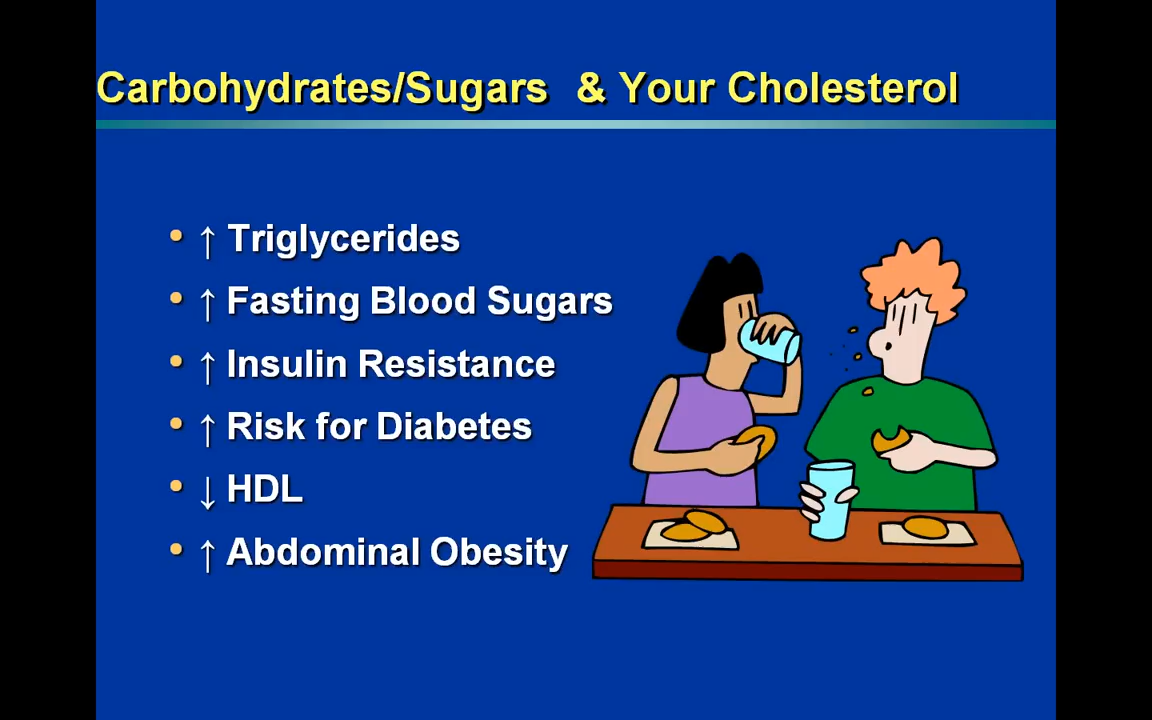 Carbohydrates/Sugars & Your Cholesterol
• ↑ Triglycerides
• ↑ Fasting Blood Sugars
• ↑ Insulin Resistance
• ↑ Risk for Diabetes
• ↓ HDL
• ↑ Abdominal Obesity